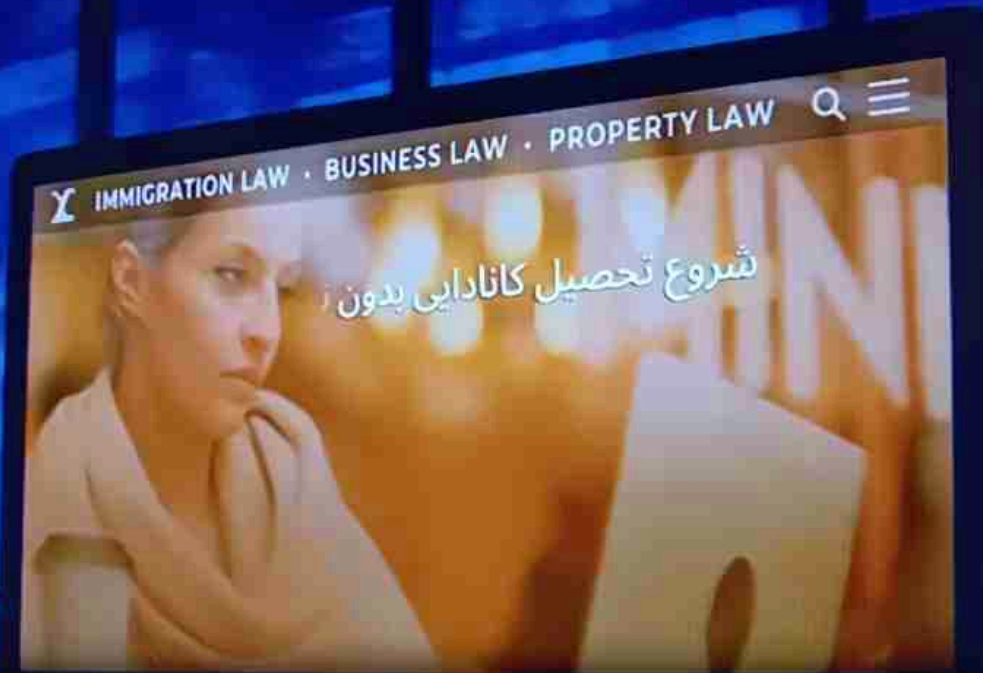 IMMIGRATION LAW · BUSINESS LAW · PROPERTY LAW
شروع تحصیل کانادایی بدون